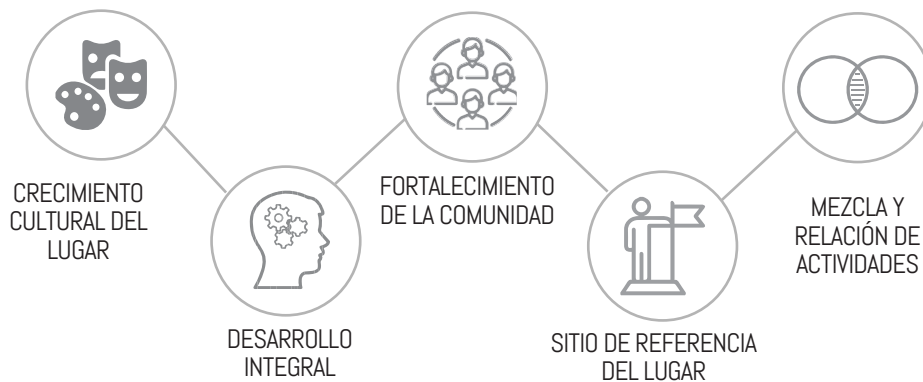 CRECIMIENTO
CULTURAL DEL
LUGAR
DESARROLLO
INTEGRAL
FORTALECIMIENTO
DE LA COMUNIDAD
SITIO DE REFERENCIA
DEL LUGAR
MEZCLA Y
RELACIÓN DE
ACTIVIDADES